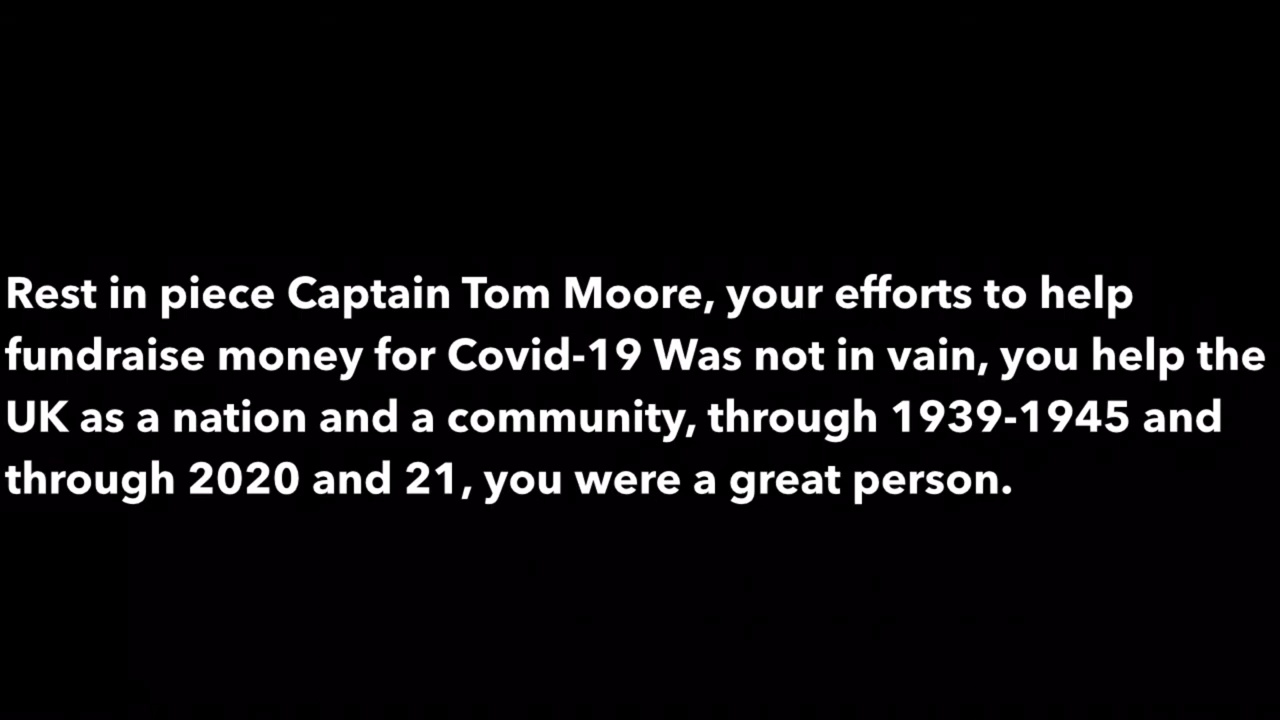 Rest in piece Captain Tom Moore, your efforts to help
fundraise money for Covid-19 Was not in vain, you help the
UK as a nation and a community, through 1939-1945 and
through 2020 and 21, you were a great person.